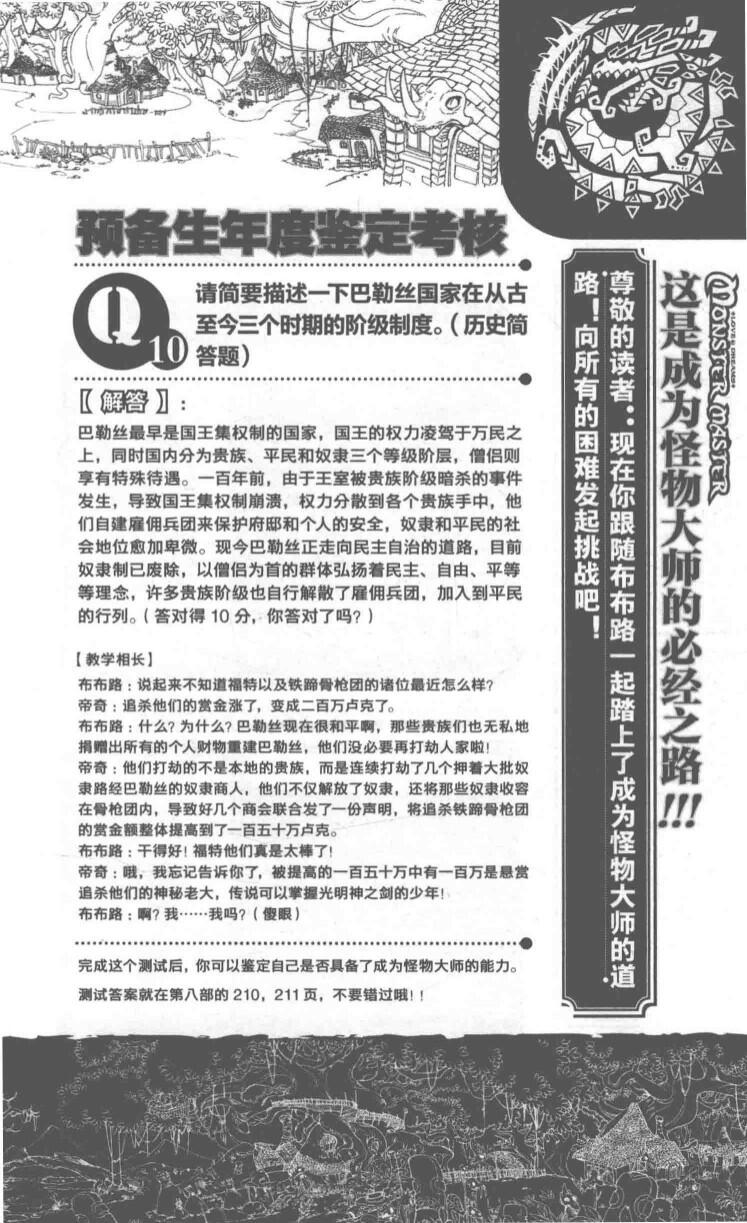 预备生年度鉴定考核
Q10
请简要描述一下巴勒丝国家在从古
至今三个时期的阶级制度。（历史简
答题）
【解答】：
巴勒丝最早是国王集权制的国家，国王的权力凌驾于万民之
上，同时国内分为贵族、平民和奴隶三个等级阶层，僧侣则
享有特殊待遇。一百年前，由于王室被贵族阶级暗杀的事件
发生，导致国王集权制崩溃，权力分散到各个贵族手中，他
们自建雇佣兵团来保护府邸和个人的安全，奴隶和平民的社
会地位愈加卑微。现今巴勒丝正走向民主自治的道路，目前
奴隶制已废除，以僧侣为首的群体弘扬着民主、自由、平等
等理念，许多贵族阶级也自行解散了雇佣兵团，加入到平民
的行列。（答对得 10 分，你答对了吗？）
【教学相长】
布布路：说起来不知道福特以及铁蹄骨枪团的诸位最近怎么样？
帝奇：追杀他们的赏金涨了，变成二百万卢克了。
布布路：什么？为什么？巴勒丝现在很和平啊，那些贵族们也无私地
捐赠出所有的个人财物重建巴勒丝，他们没必要再打劫人家啦！
帝奇：他们打劫的不是本地的贵族，而是连续打劫了几个押着大批奴
隶路经巴勒丝的奴隶商人，他们不仅解放了奴隶，还将那些奴隶收容
在骨枪团内，导致好几个商会联合发了一份声明，将追杀铁蹄骨枪团
的赏金额整体提高到了一百五十万卢克。
布布路：干得好！福特他们真是太棒了！
帝奇：哦，我忘记告诉你了，被提高的一百五十万中有一百万是悬赏
追杀他们的神秘老大，传说可以掌握光明神之剑的少年！
布布路：啊？我……我吗？（傻眼）
完成这个测试后，你可以鉴定自己是否具备了成为怪物大师的能力。
测试答案就在第八部的 210，211 页，不要错过哦！！
MONSTER MASTER
+LOVE & DREAMS+
这是成为怪物大师的必经之路!!!
尊敬的读者：现在你跟随布布路一起踏上了成为怪物大师的道
路！向所有的困难发起挑战吧！